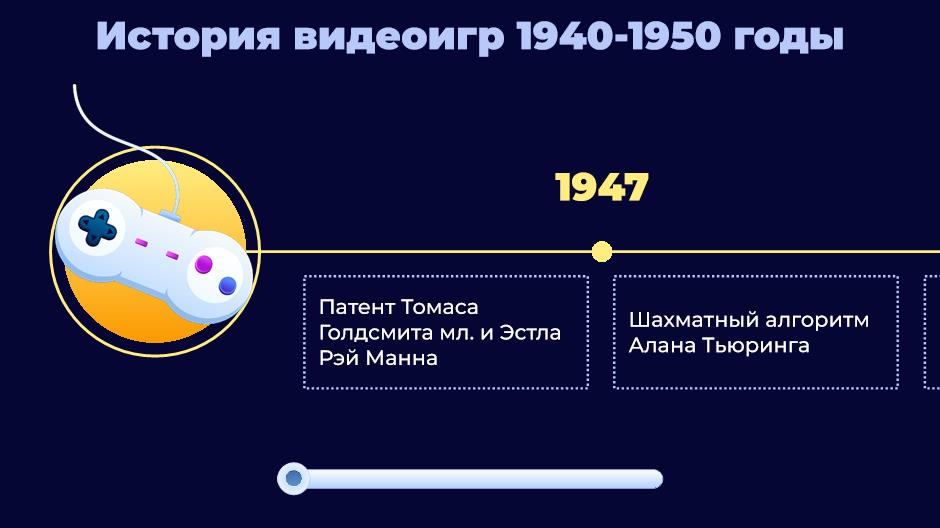 История видеоигр 1940-1950 годы
1947
Патент Томаса
Голдсмита мл. и Эстла
Рэй Манна
Шахматный алгоритм
Алана Тьюринга